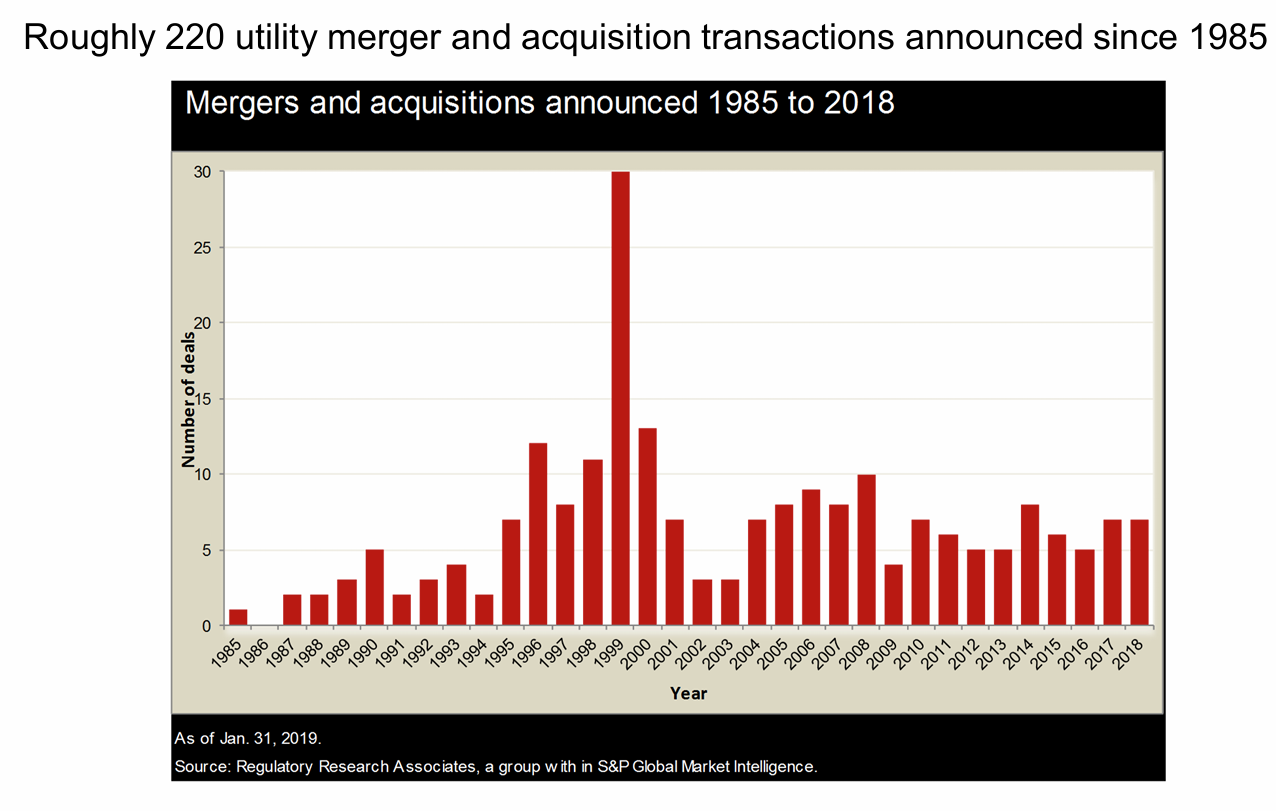 Roughly 220 utility merger and acquisition transactions announced since 1985
Mergers and acquisitions announced 1985 to 2018
30
25
20
15
10
5
0
Number of deals
1985 1986 1987 1988 1989 1990 1991 1992 1993 1994 1995 1996 1997 1998 1999 2000 2001 2002 2003 2004 2005 2006 2007 2008 2009 2010 2011 2012 2013 2014 2015 2016 2017 2018
Year
As of Jan. 31, 2019.
Source: Regulatory Research Associates, a group with in S&P Global Market Intelligence.